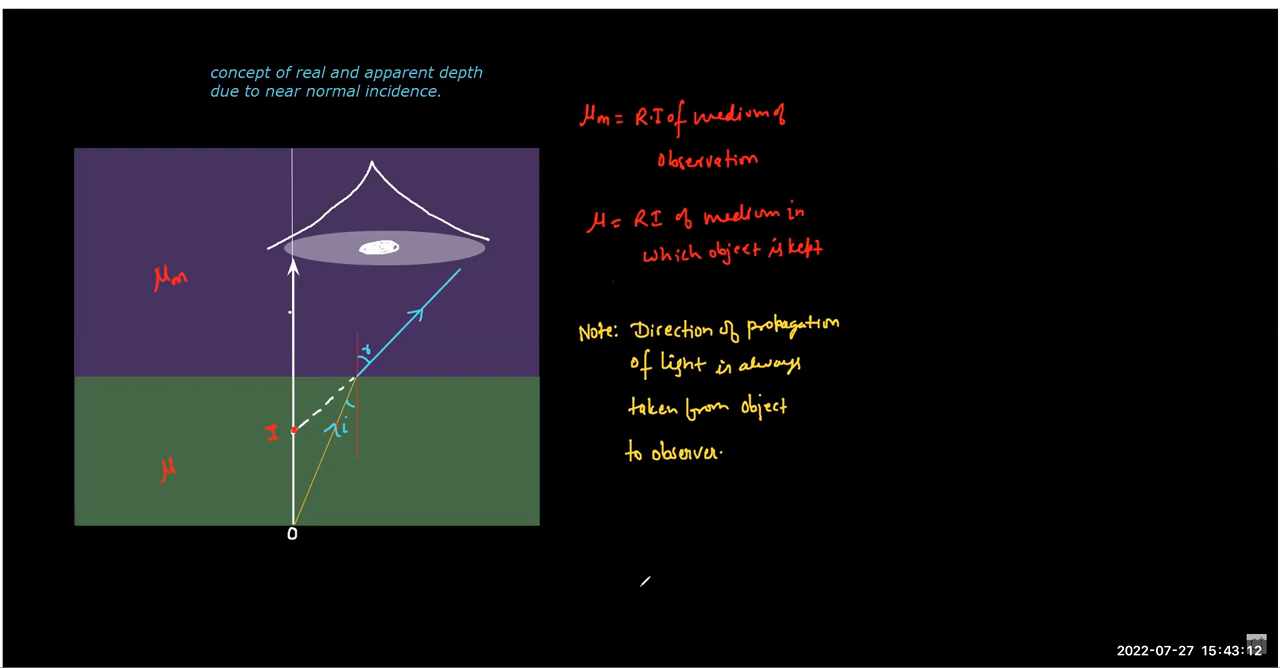 concept of real and apparent depth
due to near normal incidence.
μm = R.I of medium of
observation
μ = RI of medium in
which object is kept
μm
r
Note: Direction of propagation
of light is always
taken from object
to observer.
i
I
μ
O
2022-07-27 15:43:12